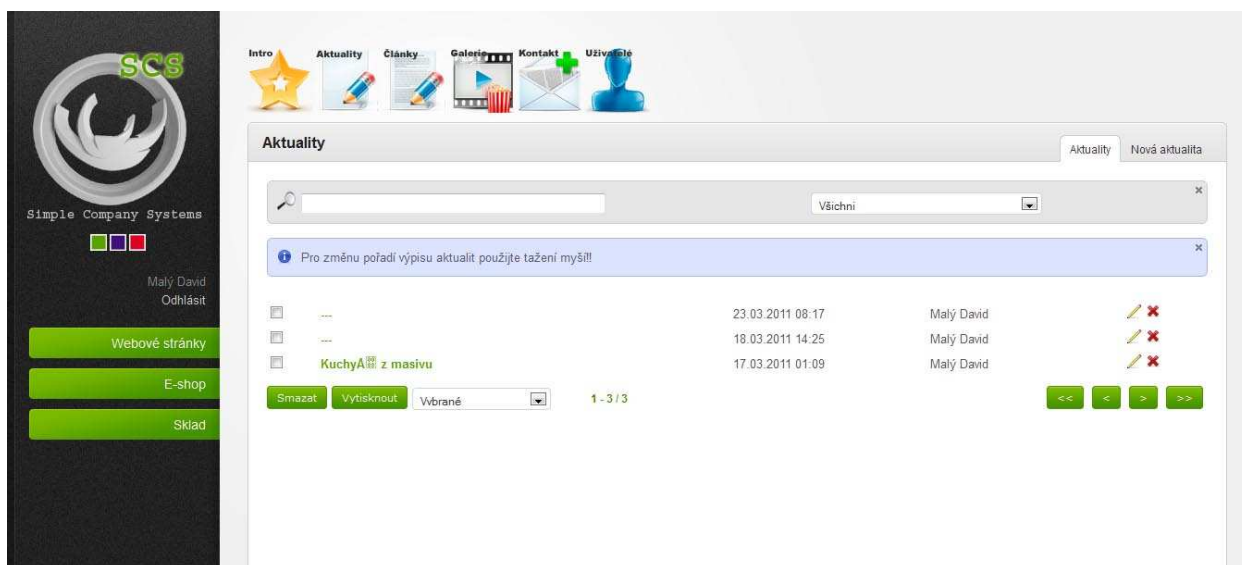 SCS
Simple Company Systems
Malý David
Odhlásit
Webové stránky
E-shop
Sklad
Intro Aktuality Články Galerie Kontakt Uživatelé
Aktuality
Aktuality Nová aktualita
Všichni
Pro změnu pořadí výpisu aktualit použijte tažení myší!!
--- 23.03.2011 08:17 Malý David
--- 18.03.2011 14:25 Malý David
z masivu 17.03.2011 01:09 Malý David
Smazat Vytisknout Vybrané 1 - 3 / 3 << < > >>